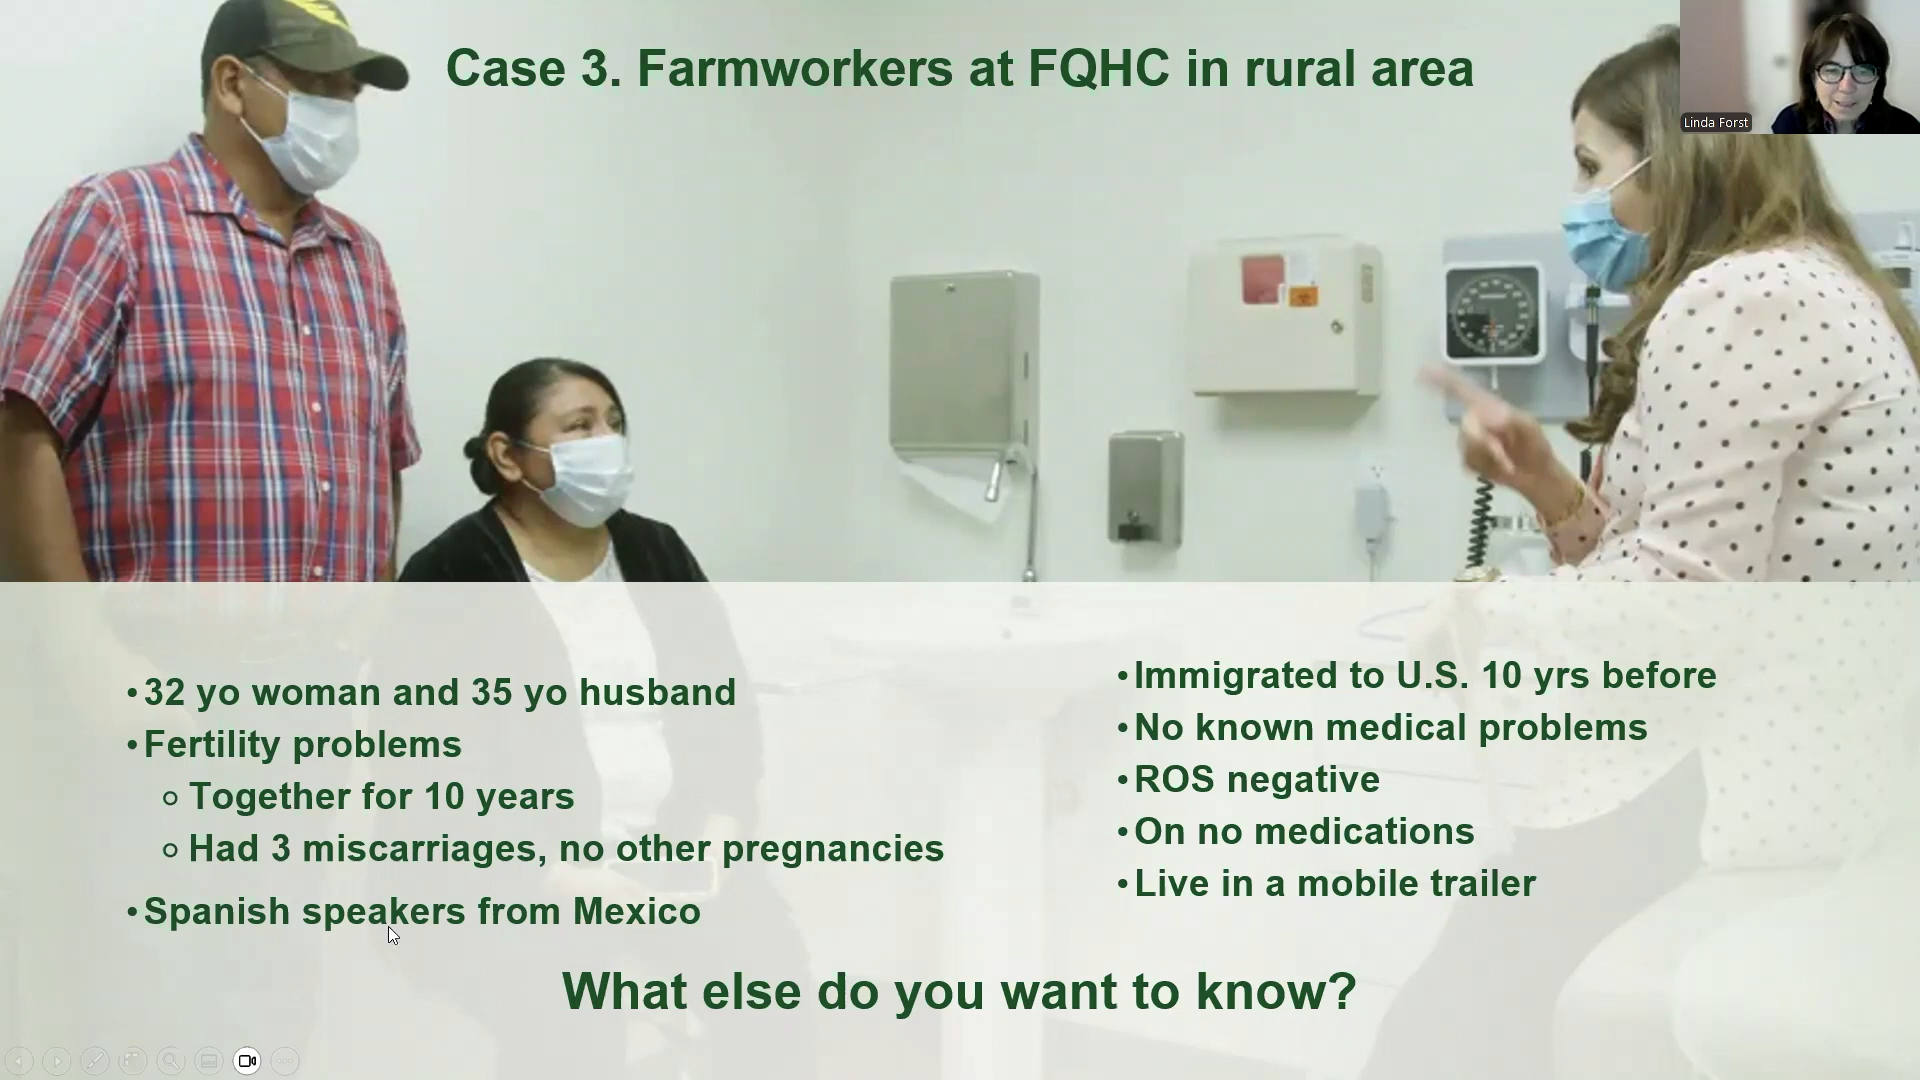 Case 3. Farmworkers at FQHC in rural area
Linda Forst
•32 yo woman and 35 yo husband
•Fertility problems
○ Together for 10 years
○ Had 3 miscarriages, no other pregnancies
•Spanish speakers from Mexico
•Immigrated to U.S. 10 yrs before
•No known medical problems
•ROS negative
•On no medications
•Live in a mobile trailer
What else do you want to know?